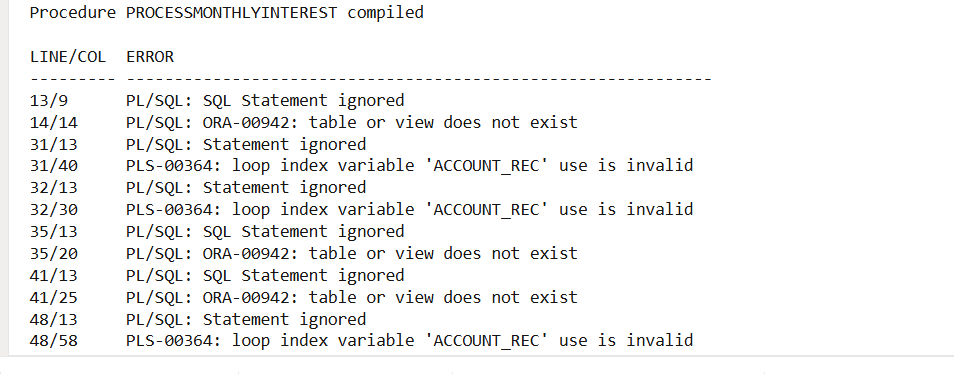 Procedure PROCESSMONTHLYINTEREST compiled
LINE/COL  ERROR
--------- -------------------------------------------------------------
13/9      PL/SQL: SQL Statement ignored
14/14     PL/SQL: ORA-00942: table or view does not exist
31/13     PL/SQL: Statement ignored
31/40     PLS-00364: loop index variable 'ACCOUNT_REC' use is invalid
32/13     PL/SQL: Statement ignored
32/30     PLS-00364: loop index variable 'ACCOUNT_REC' use is invalid
35/13     PL/SQL: SQL Statement ignored
35/20     PL/SQL: ORA-00942: table or view does not exist
41/13     PL/SQL: SQL Statement ignored
41/25     PL/SQL: ORA-00942: table or view does not exist
48/13     PL/SQL: Statement ignored
48/58     PLS-00364: loop index variable 'ACCOUNT_REC' use is invalid